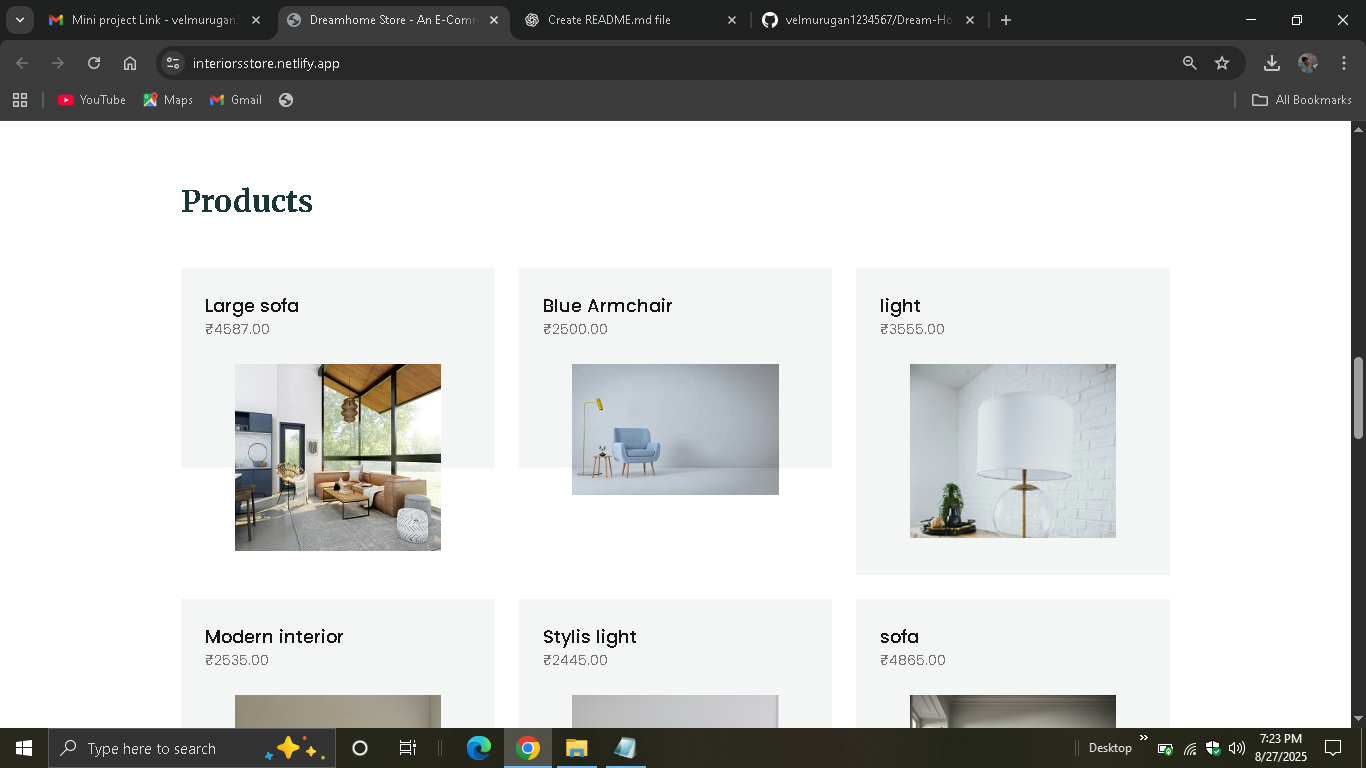 Mini project Link - velmurugan
Dreamhome Store - An E-Com
Create README.md file
velmurugan1234567/Dream-Ho
interiorsstore.netlify.app
YouTube
Maps
Gmail
All Bookmarks
Products
Large sofa
₹4587.00
Blue Armchair
₹2500.00
light
₹3555.00
Modern interior
₹2535.00
Stylis light
₹2445.00
sofa
₹4865.00
Type here to search
Desktop
7:23 PM
8/27/2025